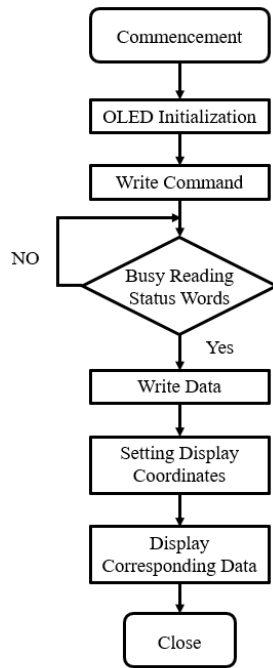 Commencement
OLED Initialization
Write Command
NO
Busy Reading
Status Words
Yes
Write Data
Setting Display
Coordinates
Display
Corresponding Data
Close